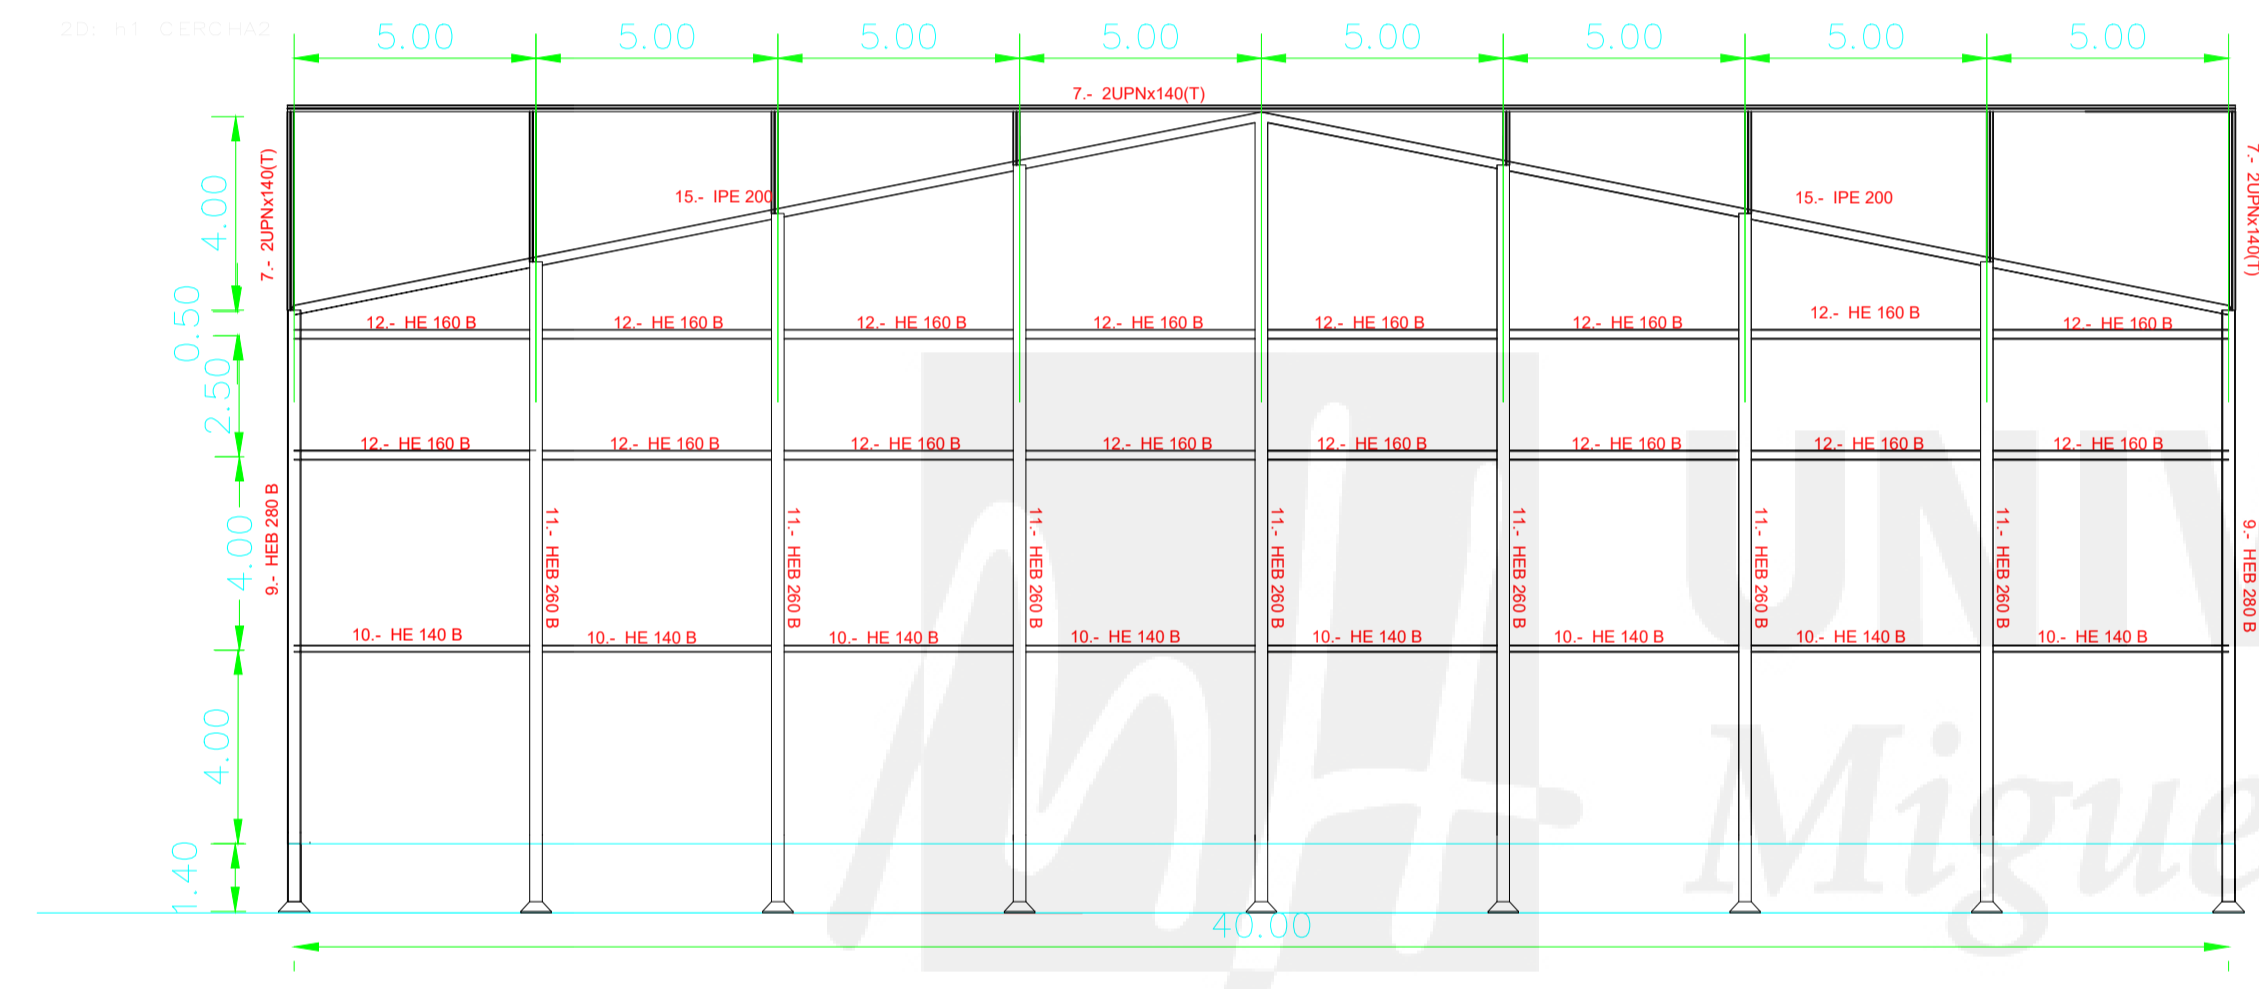 2D: h1 CERCHA2
5.00 5.00 5.00 5.00 5.00 5.00 5.00 5.00
7.- 2UPNx140(T)
7.- 2UPNx140(T)
7.- 2UPNx140(T)
4.00
15.- IPE 200
15.- IPE 200
0.50
12.- HE 160 B 12.- HE 160 B 12.- HE 160 B 12.- HE 160 B 12.- HE 160 B 12.- HE 160 B 12.- HE 160 B 12.- HE 160 B
2.50
12.- HE 160 B 12.- HE 160 B 12.- HE 160 B 12.- HE 160 B 12.- HE 160 B 12.- HE 160 B 12.- HE 160 B 12.- HE 160 B
UNIV
4.00
9.- HEB 280 B
11.- HEB 260 B
11.- HEB 260 B
11.- HEB 260 B
11.- HEB 260 B
11.- HEB 260 B
11.- HEB 260 B
11.- HEB 260 B
9.- HEB 280 B
10.- HE 140 B 10.- HE 140 B 10.- HE 140 B 10.- HE 140 B 10.- HE 140 B 10.- HE 140 B 10.- HE 140 B 10.- HE 140 B
4.00
Migue
1.40
40.00